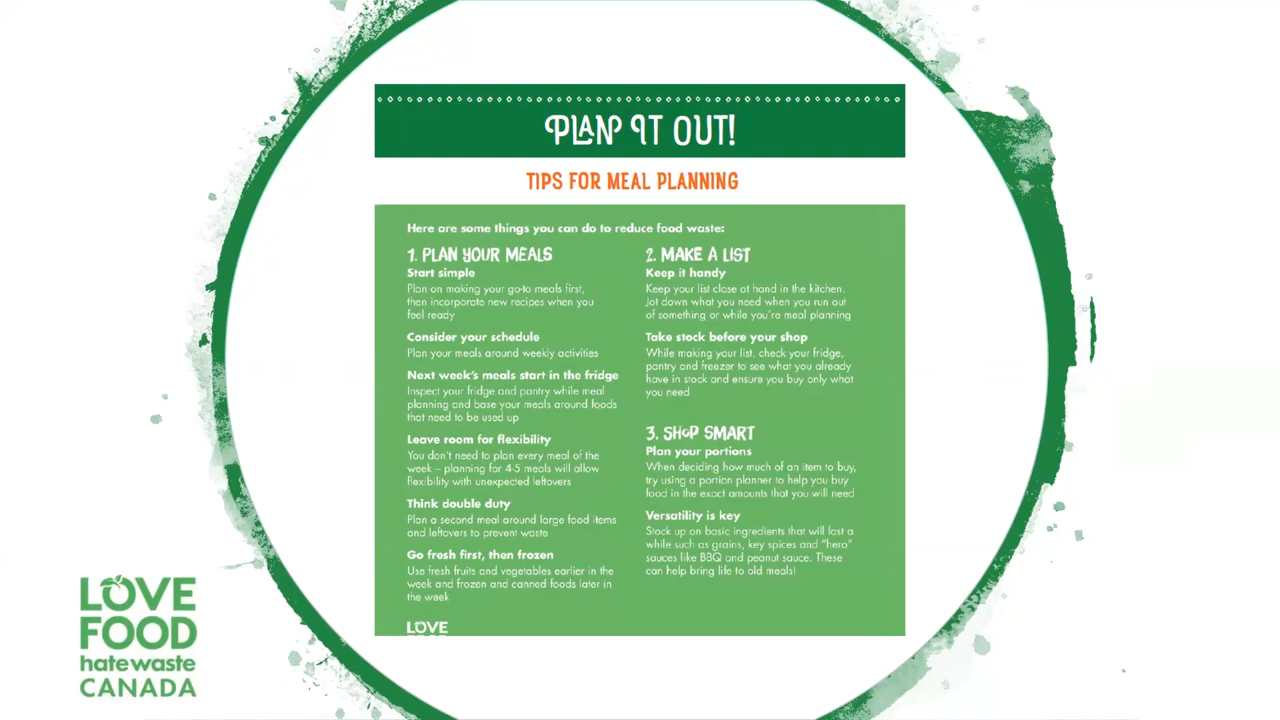 PLAN IT OUT!
TIPS FOR MEAL PLANNING
Here are some things you can do to reduce food waste:
1. PLAN YOUR MEALS
Start simple
Plan on making your go-to meals first,
then incorporate new recipes when you
feel ready
Consider your schedule
Plan your meals around weekly activities
Next week's meals start in the fridge
Inspect your fridge and pantry while meal
planning and base your meals around foods
that need to be used up
Leave room for flexibility
You don't need to plan every meal of the
week – planning for 4-5 meals will allow
flexibility with unexpected leftovers
Think double duty
Plan a second meal around large food items
and leftovers to prevent waste
Go fresh first, then frozen
Use fresh fruits and vegetables earlier in the
week and frozen and canned foods later in
the week
LOVE
2. MAKE A LIST
Keep it handy
Keep your list close at hand in the kitchen.
Jot down what you need when you run out
of something or while you're meal planning
Take stock before your shop
While making your list, check your fridge,
pantry and freezer to see what you already
have in stock and ensure you buy only what
you need
3. SHOP SMART
Plan your portions
When deciding how much of an item to buy,
try using a portion planner to help you buy
food in the exact amounts that you will need
Versatility is key
Stock up on basic ingredients that will last a
while such as grains, key spices and "hero"
sauces like BBQ and peanut sauce. These
can help bring life to old meals!
LOVE
FOOD
hate waste
CANADA